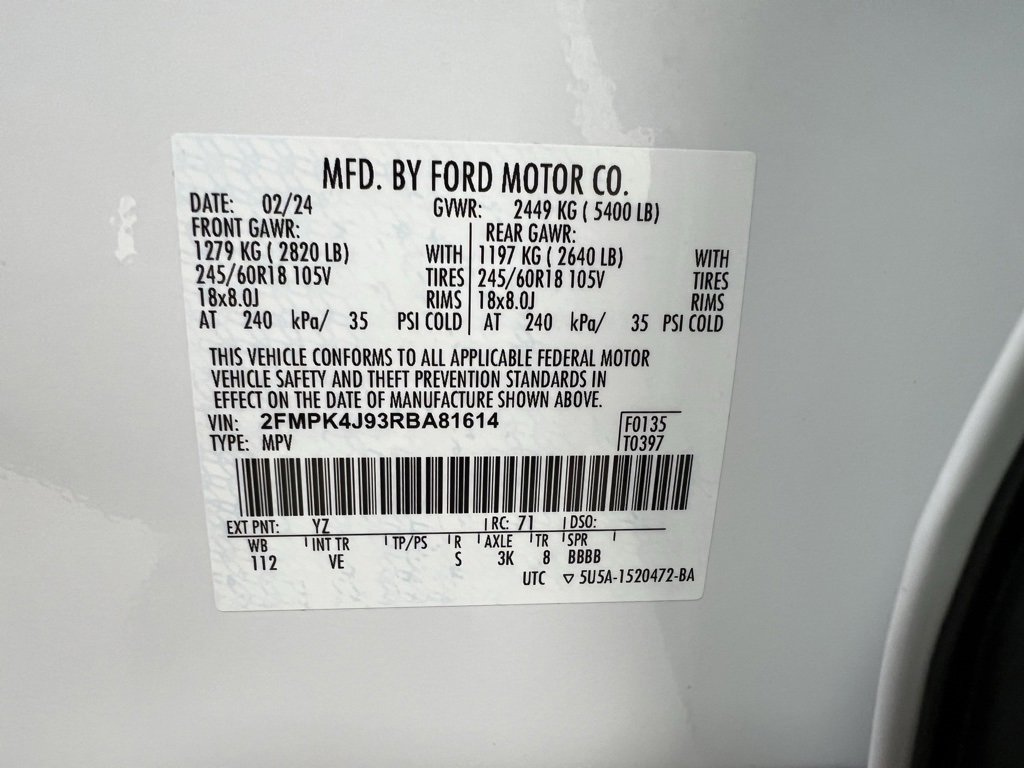 MFD. BY FORD MOTOR CO.
DATE: 02/24 GVWR: 2449 KG ( 5400 LB)
FRONT GAWR: REAR GAWR:
1279 KG ( 2820 LB) WITH 1197 KG ( 2640 LB) WITH
245/60R18 105V TIRES 245/60R18 105V TIRES
18x8.0J RIMS 18x8.0J RIMS
AT 240 kPa/ 35 PSI COLD AT 240 kPa/ 35 PSI COLD
THIS VEHICLE CONFORMS TO ALL APPLICABLE FEDERAL MOTOR
VEHICLE SAFETY AND THEFT PREVENTION STANDARDS IN
EFFECT ON THE DATE OF MANUFACTURE SHOWN ABOVE.
VIN: 2FMPK4J93RBA81614 F0135
TYPE: MPV T0397
EXT PNT: YZ RC: 71 DSO:
WB INT TR TP/PS R AXLE TR SPR
112 VE S 3K 8 BBBB
UTC ▽ 5U5A-1520472-BA